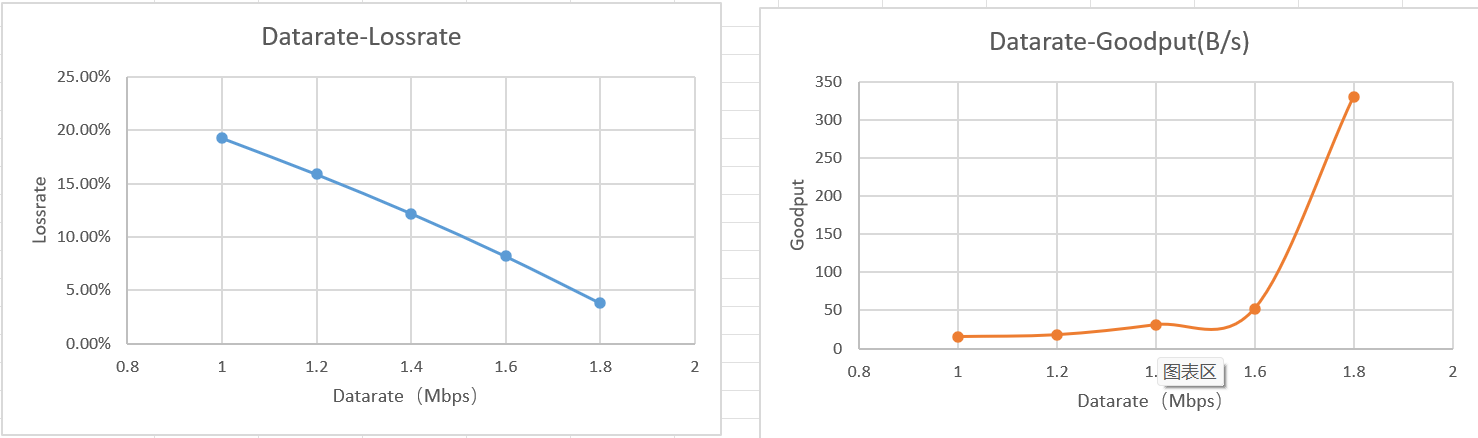 Datarate-Lossrate
25.00%
20.00%
15.00%
10.00%
5.00%
0.00%
Lossrate
0.8 1 1.2 1.4 1.6 1.8 2
Datarate（Mbps）
Datarate-Goodput(B/s)
350
300
250
200
150
100
50
0
Goodput
0.8 1 1.2 1. 1.6 1.8 2
图表区
Datarate（Mbps）